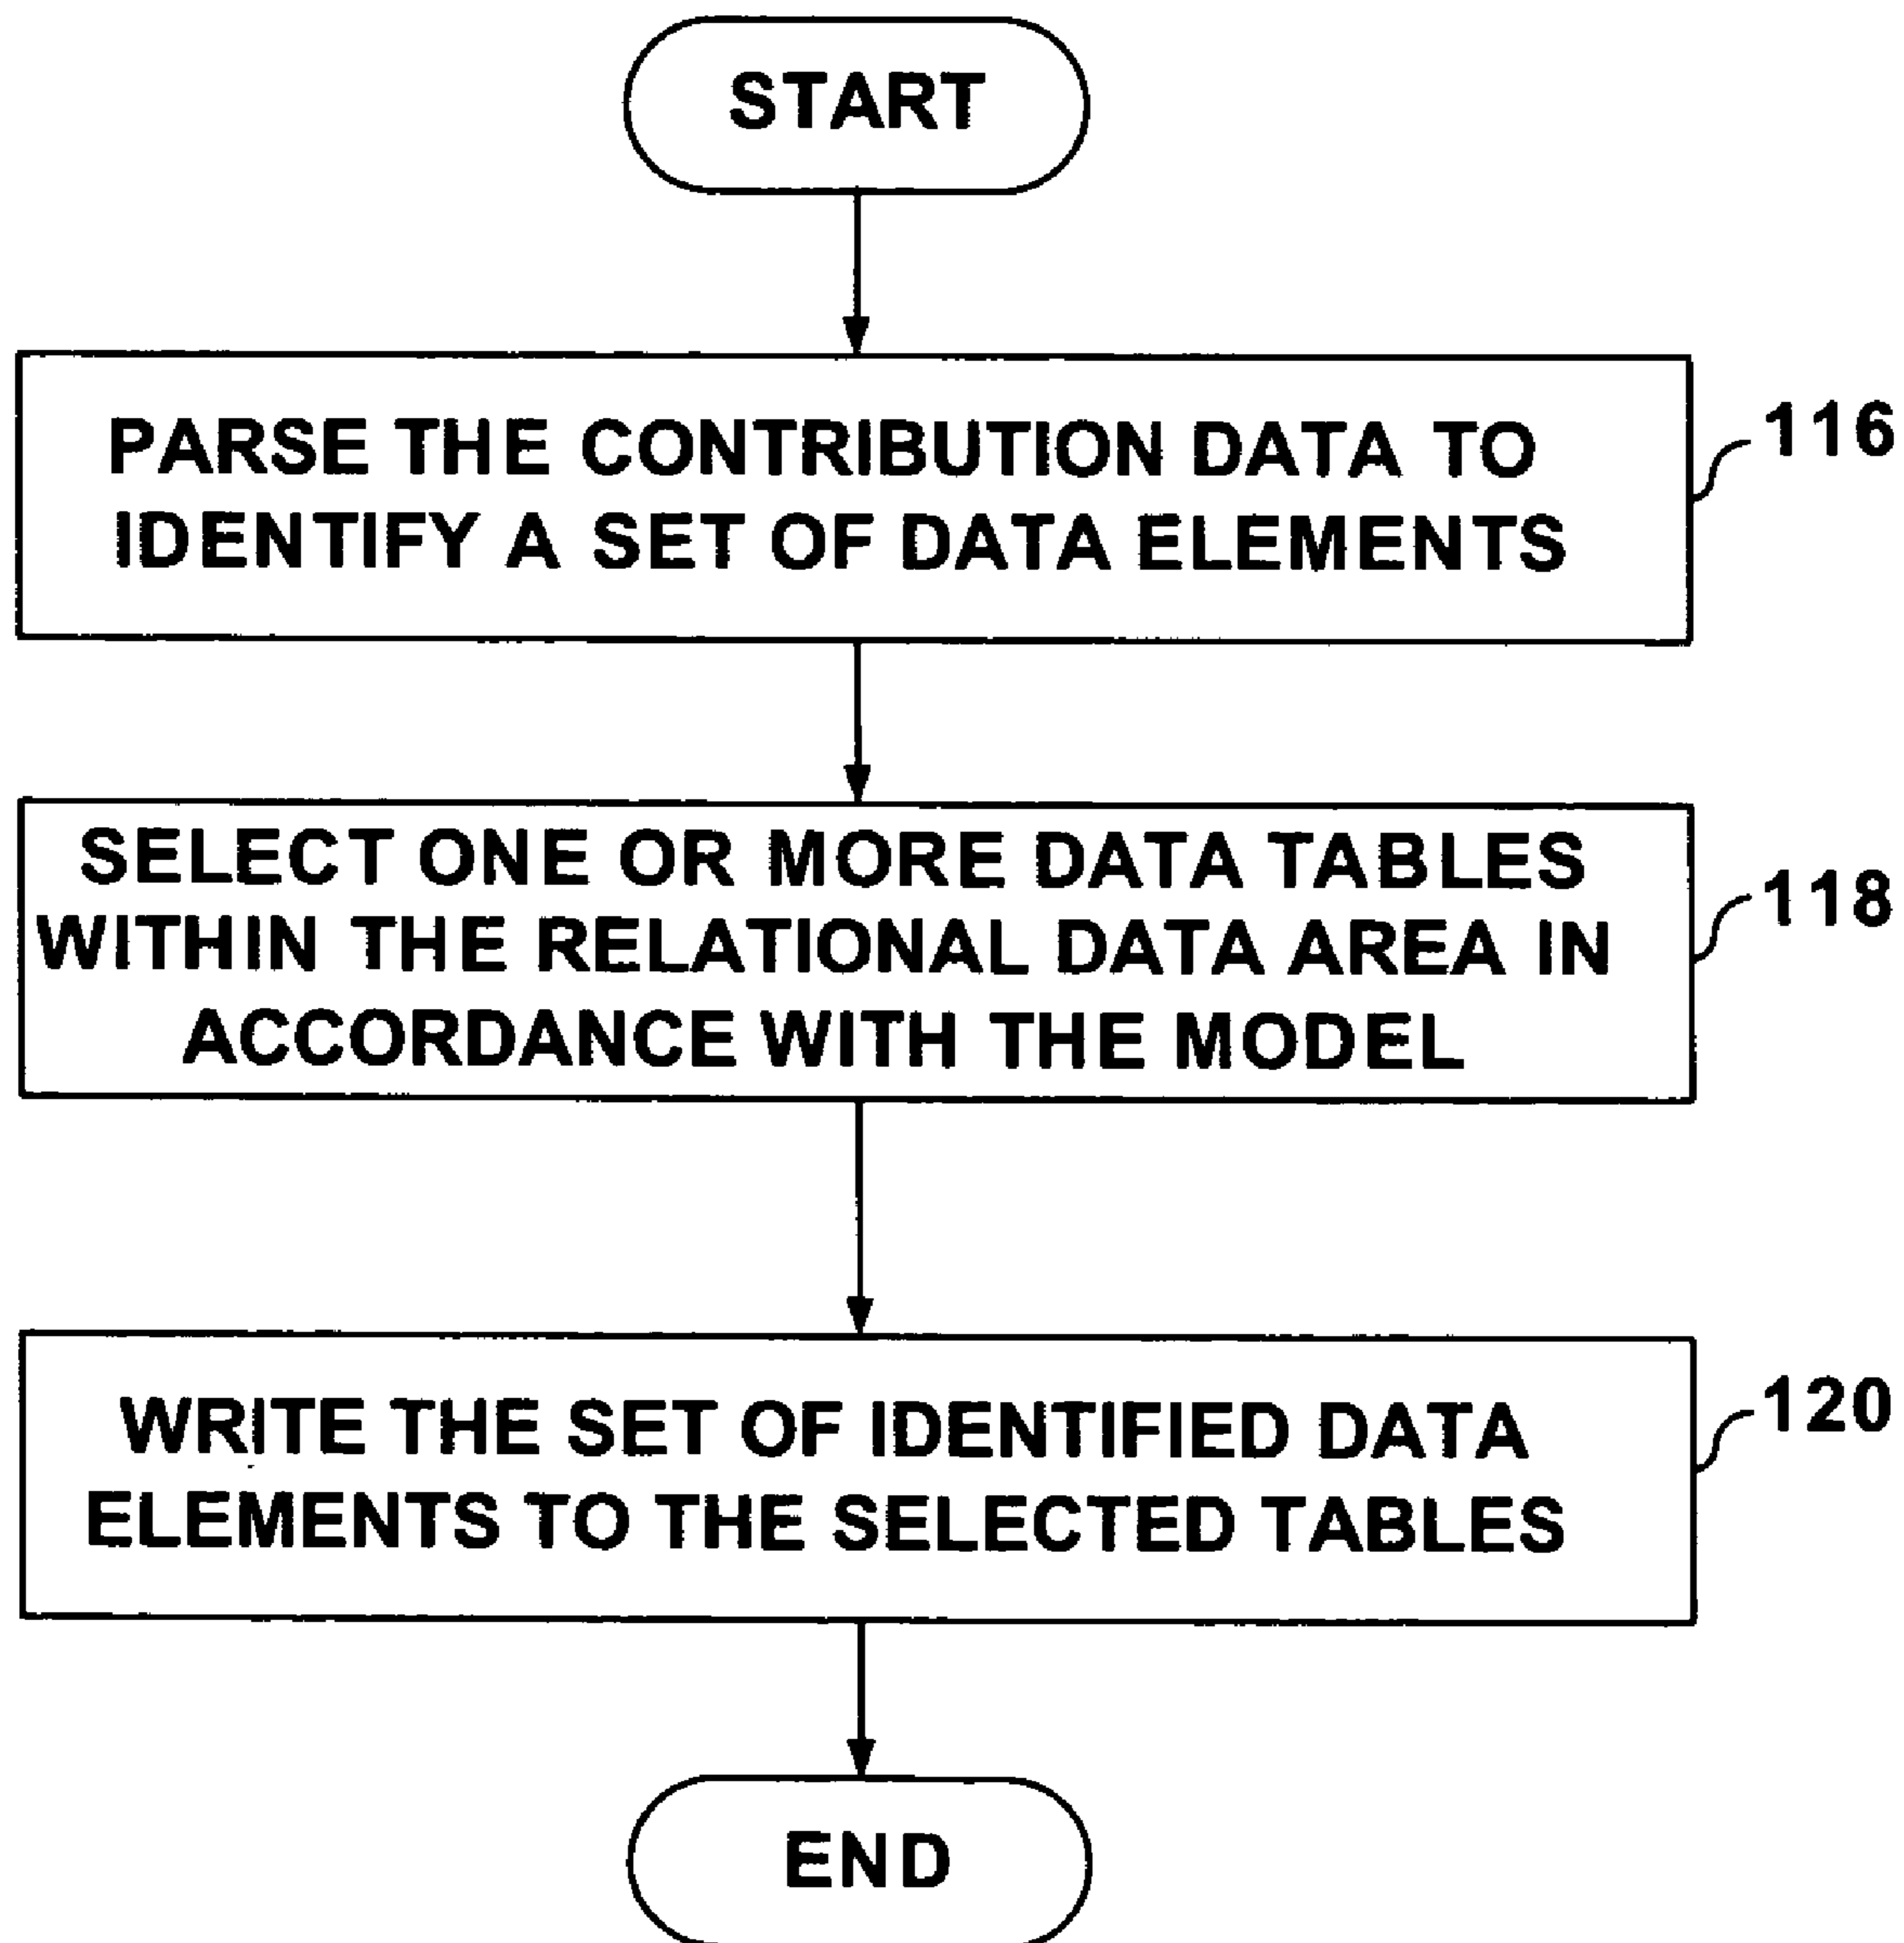 START
PARSE THE CONTRIBUTION DATA TO
IDENTIFY A SET OF DATA ELEMENTS
116
SELECT ONE OR MORE DATA TABLES
WITHIN THE RELATIONAL DATA AREA IN
ACCORDANCE WITH THE MODEL
118
WRITE THE SET OF IDENTIFIED DATA
ELEMENTS TO THE SELECTED TABLES
120
END